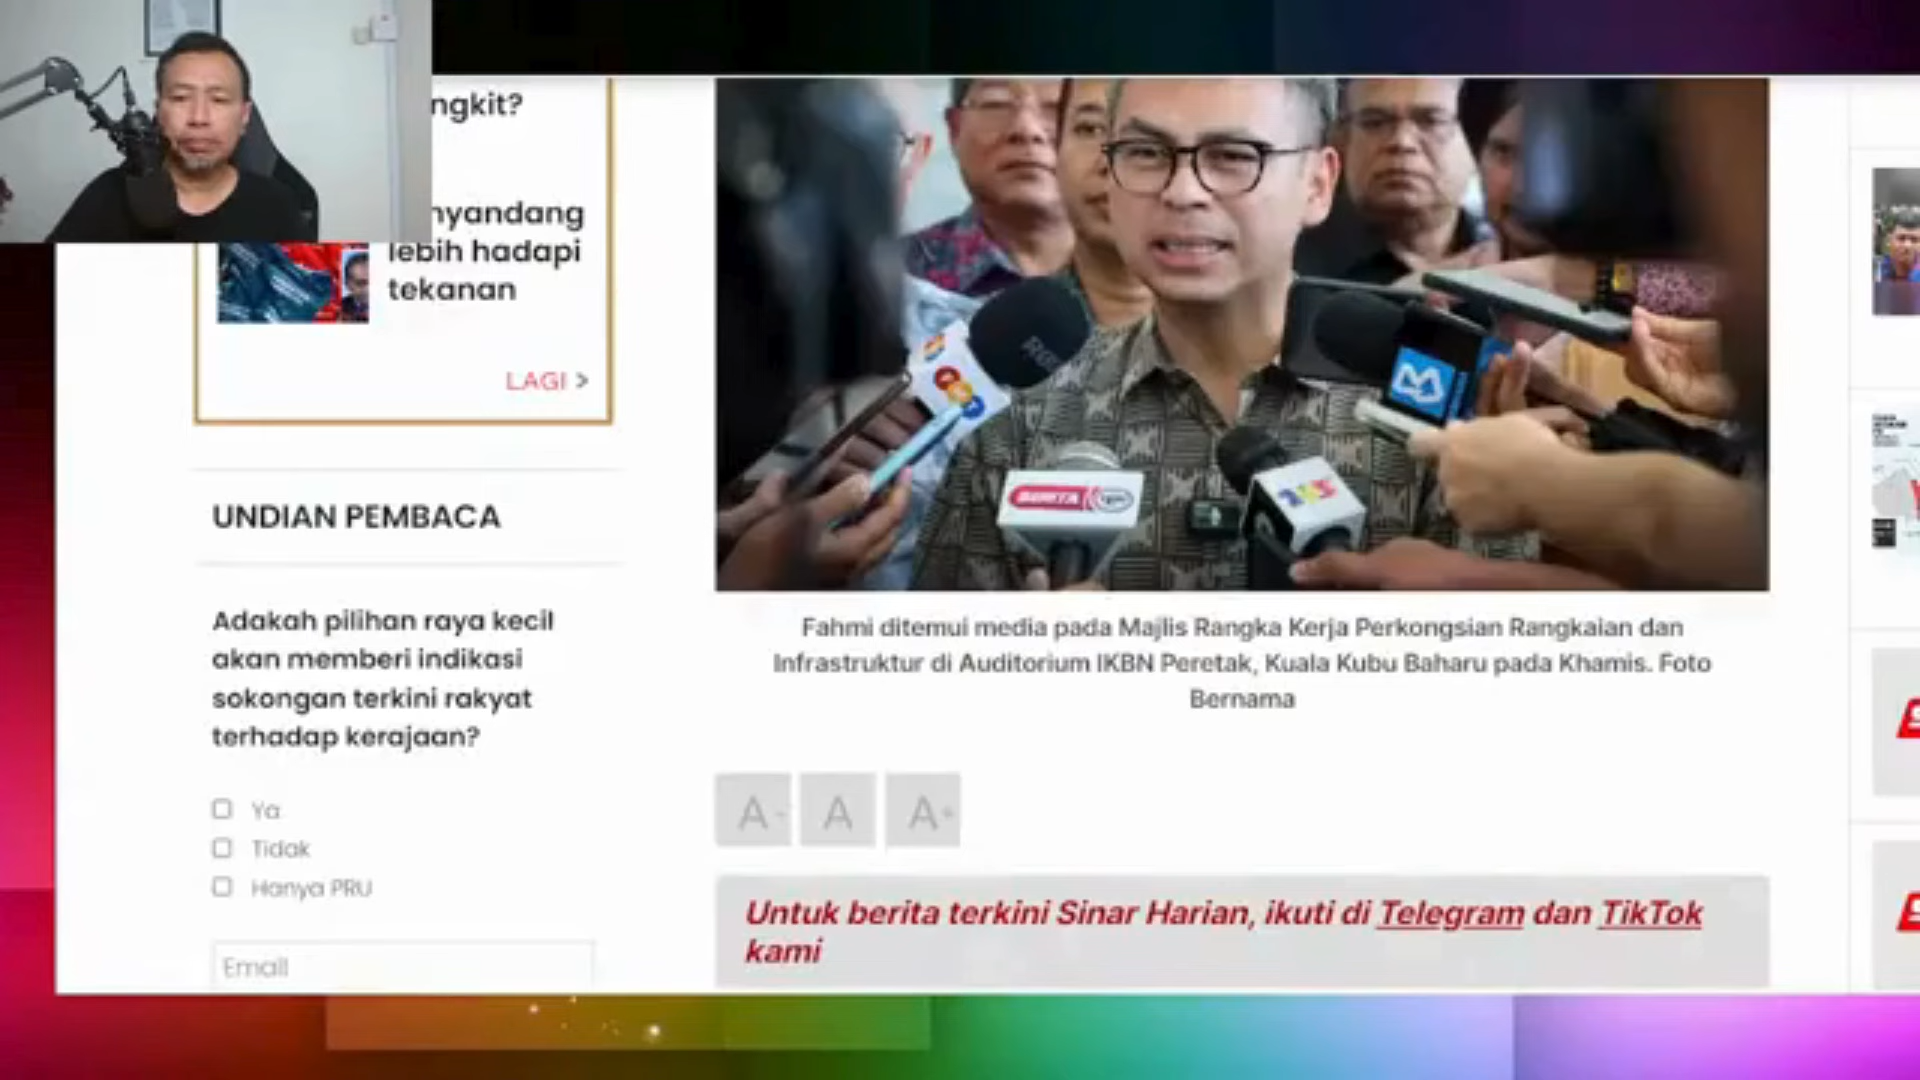 ngkit?
nyandang
lebih hadapi
tekanan
LAGI >
UNDIAN PEMBACA
Adakah pilihan raya kecil
akan memberi indikasi
sokongan terkini rakyat
terhadap kerajaan?
Ya
Tidak
Hanya PRU
Email
BERITA
Fahmi ditemui media pada Majlis Rangka Kerja Perkongsian Rangkaian dan
Infrastruktur di Auditorium IKBN Peretak, Kuala Kubu Baharu pada Khamis. Foto
Bernama
A- A A+
Untuk berita terkini Sinar Harian, ikuti di Telegram dan TikTok
kami